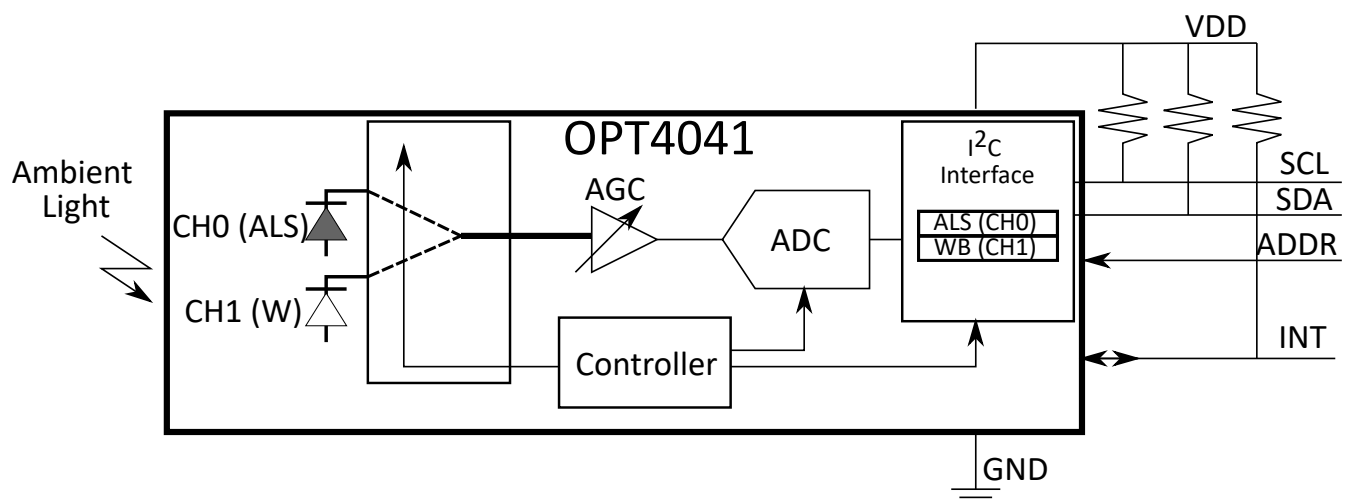 VDD
OPT4041
I²C
Interface
Ambient
Light
CH0 (ALS)
AGC
ADC
ALS (CH0)
WB (CH1)
SCL
SDA
ADDR
CH1 (W)
Controller
INT
GND